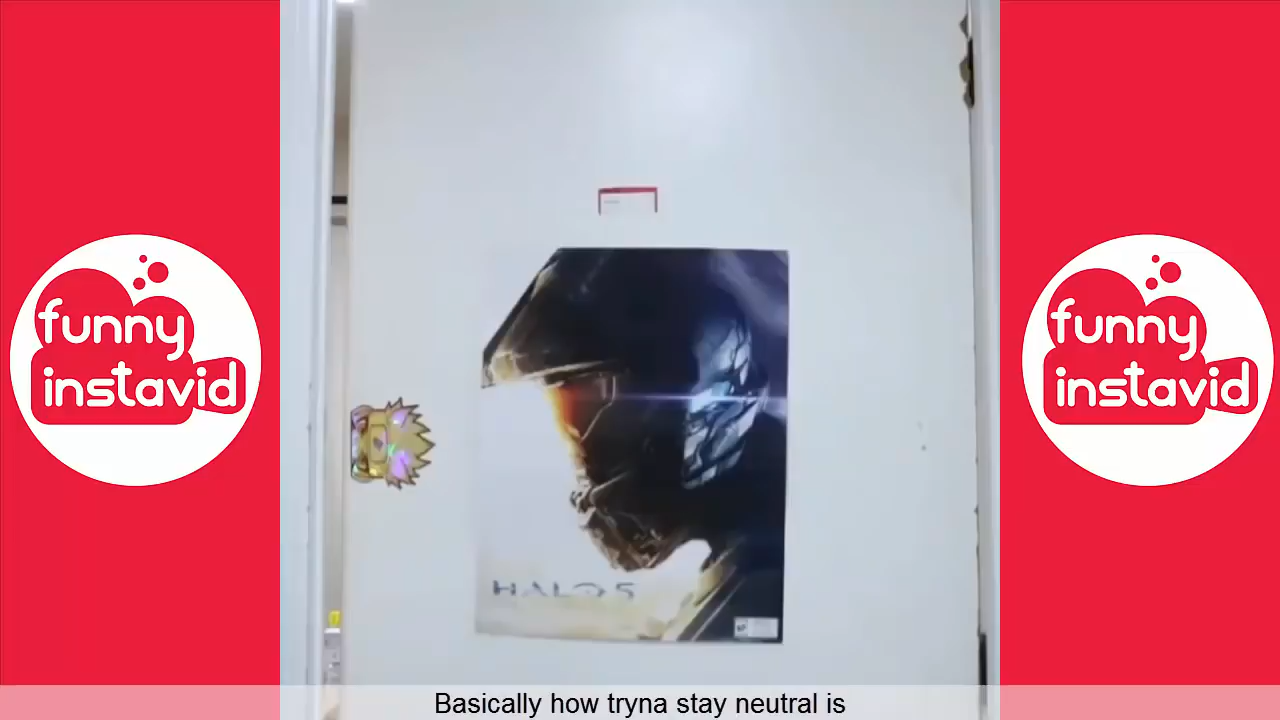 funny
instavid
HALO 5
funny
instavid
Basically how tryna stay neutral is